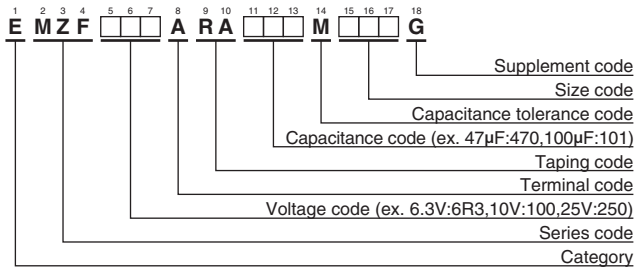 1 2 3 4 5 6 7 8 9 10 11 12 13 14 15 16 17 18
E M Z F A R A M G
Supplement code
Size code
Capacitance tolerance code
Capacitance code (ex. 47µF:470,100µF:101)
Taping code
Terminal code
Voltage code (ex. 6.3V:6R3,10V:100,25V:250)
Series code
Category